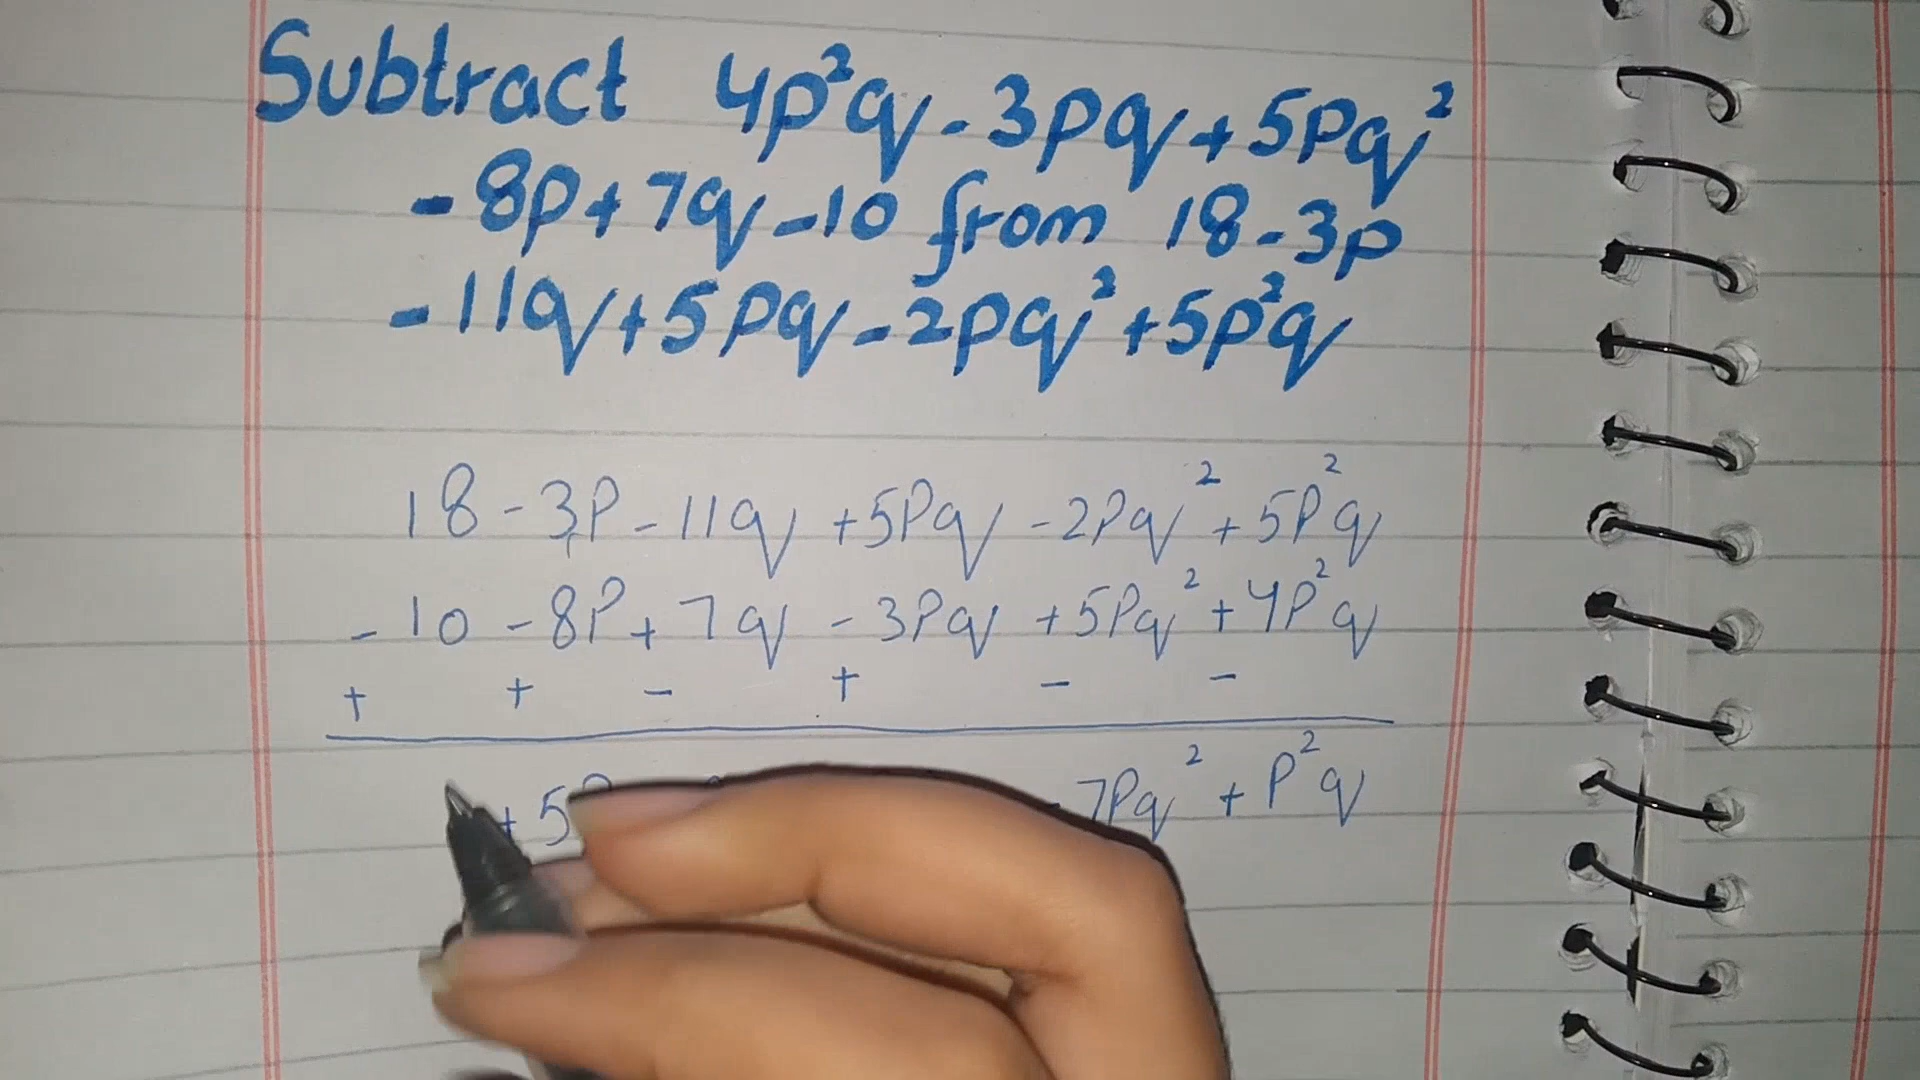 Subtract 4p²q - 3pq + 5pq²
- 8p + 7q - 10 from 18 - 3p
- 11q + 5pq - 2pq² + 5p²q
18 - 3P - 11q + 5Pq - 2Pq² + 5P²q
- 10 - 8P + 7q - 3Pq + 5Pq² + 4P²q
+ + - + - -
+ 5P - 7Pq² + P²q